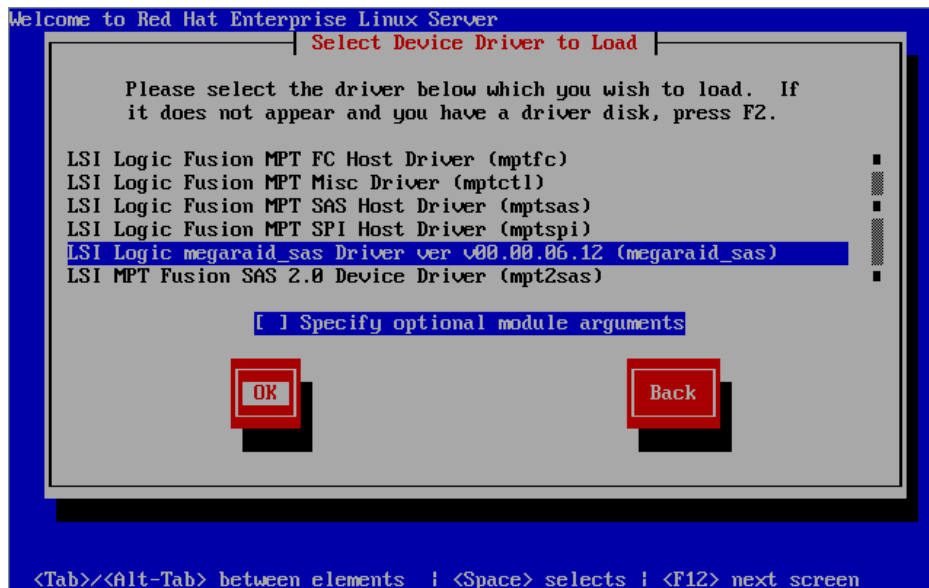 Welcome to Red Hat Enterprise Linux Server
Select Device Driver to Load
Please select the driver below which you wish to load.  If
it does not appear and you have a driver disk, press F2.
LSI Logic Fusion MPT FC Host Driver (mptfc)
LSI Logic Fusion MPT Misc Driver (mptctl)
LSI Logic Fusion MPT SAS Host Driver (mptsas)
LSI Logic Fusion MPT SPI Host Driver (mptspi)
LSI Logic megaraid_sas Driver ver v00.00.06.12 (megaraid_sas)
LSI MPT Fusion SAS 2.0 Device Driver (mpt2sas)
[ ] Specify optional module arguments
OK Back
<Tab>/<Alt-Tab> between elements  | <Space> selects | <F12> next screen